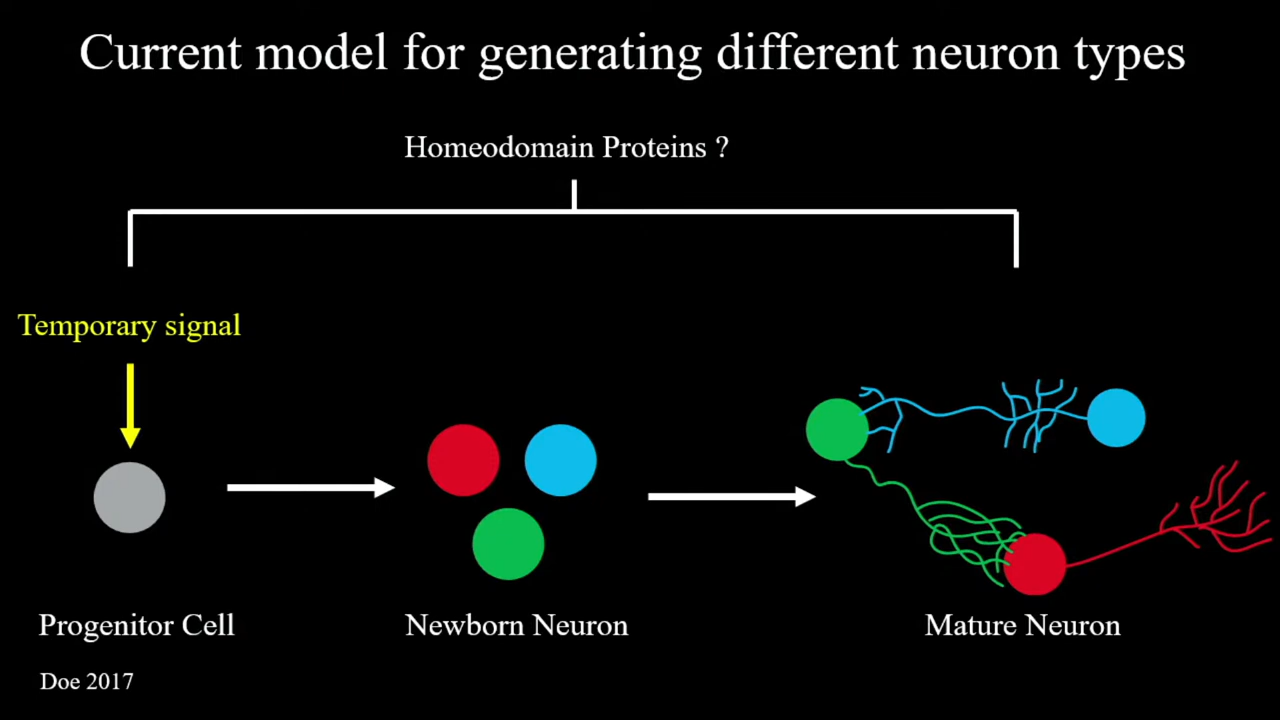 Current model for generating different neuron types
Homeodomain Proteins ?
Temporary signal
Progenitor Cell
Newborn Neuron
Mature Neuron
Doe 2017